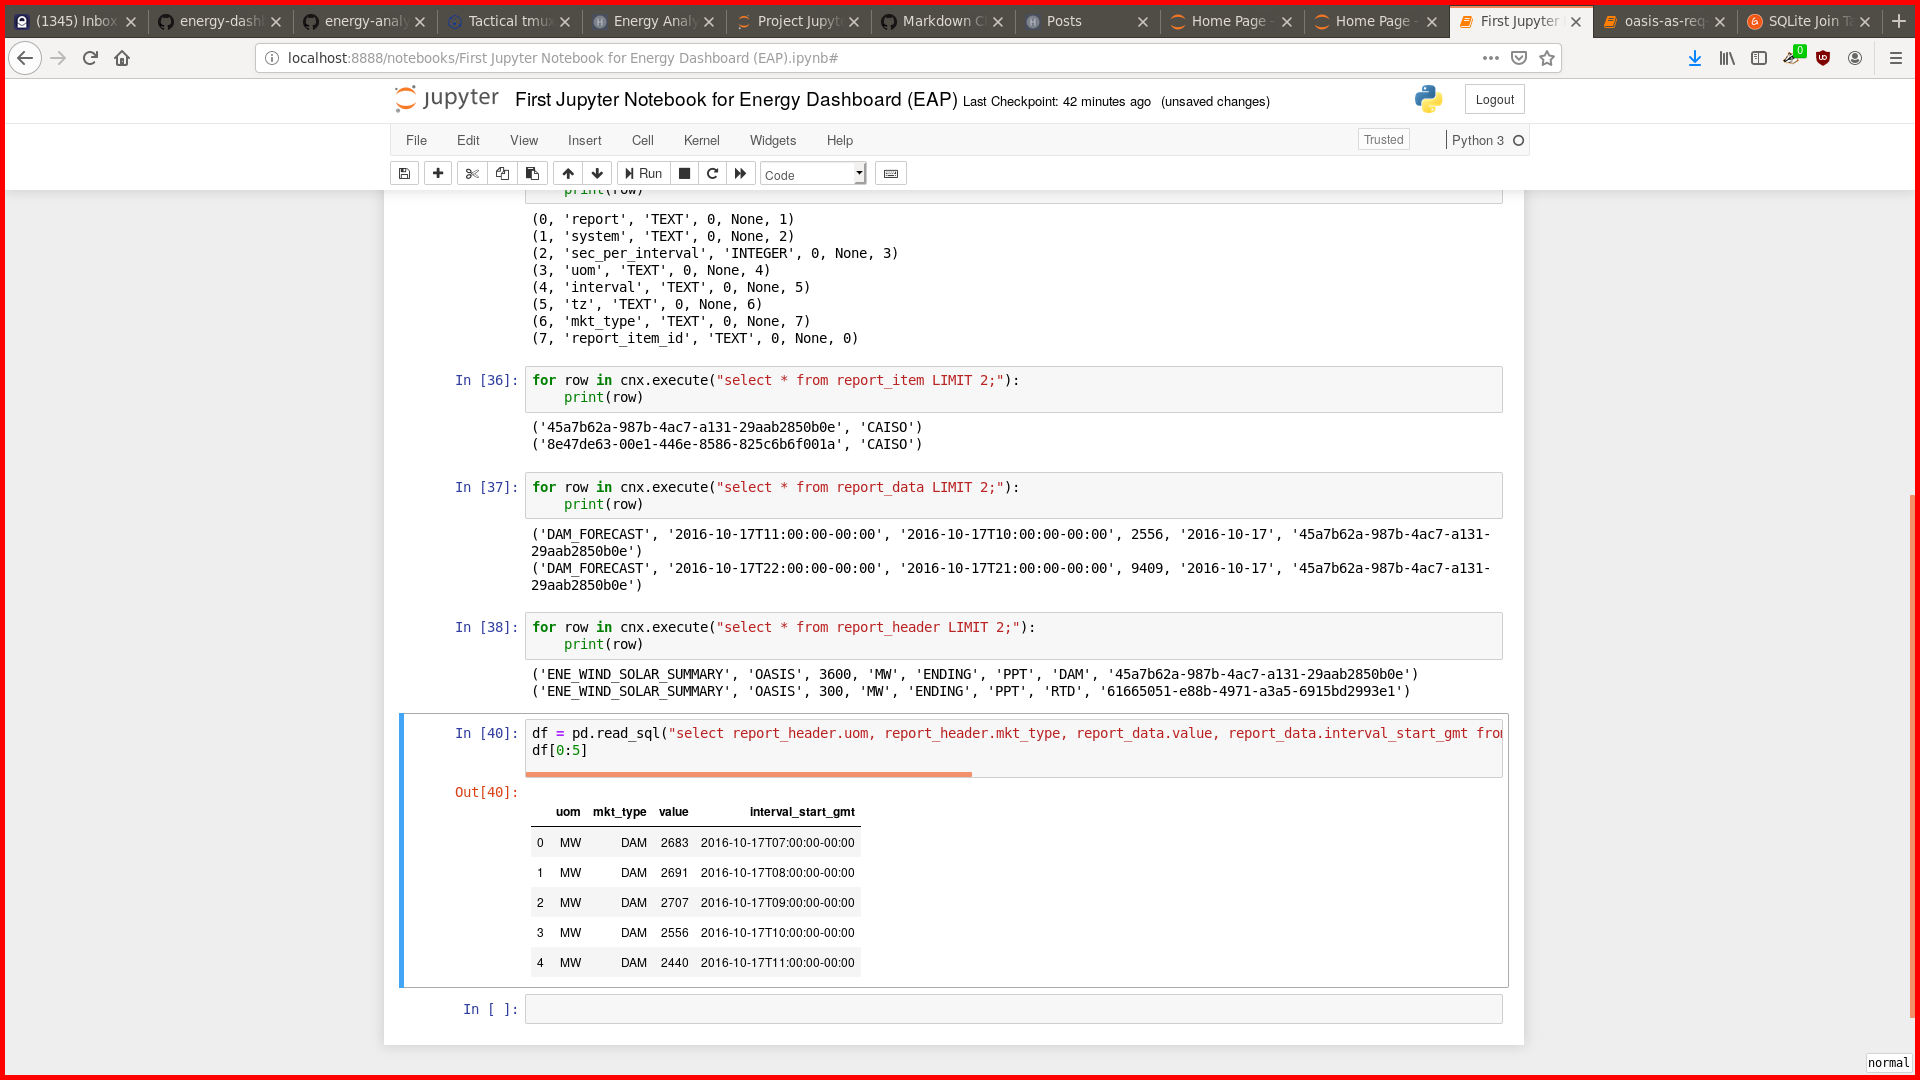 (1345) Inbox
energy-dash
energy-analy
Tactical tmu
Energy Analy
Project Jupyt
Markdown C
Posts
Home Page -
Home Page -
First Jupyter
oasis-as-req
SQLite Join T
localhost:8888/notebooks/First Jupyter Notebook for Energy Dashboard (EAP).ipynb#
0
jupyter First Jupyter Notebook for Energy Dashboard (EAP) Last Checkpoint: 42 minutes ago (unsaved changes)
Logout
File Edit View Insert Cell Kernel Widgets Help
Trusted
Python 3
Run
Code
print(row)
(0, 'report', 'TEXT', 0, None, 1)
(1, 'system', 'TEXT', 0, None, 2)
(2, 'sec_per_interval', 'INTEGER', 0, None, 3)
(3, 'uom', 'TEXT', 0, None, 4)
(4, 'interval', 'TEXT', 0, None, 5)
(5, 'tz', 'TEXT', 0, None, 6)
(6, 'mkt_type', 'TEXT', 0, None, 7)
(7, 'report_item_id', 'TEXT', 0, None, 0)
In [36]: for row in cnx.execute("select * from report_item LIMIT 2;"):
print(row)
('45a7b62a-987b-4ac7-a131-29aab2850b0e', 'CAISO')
('8e47de63-00e1-446e-8586-825c6b6f001a', 'CAISO')
In [37]: for row in cnx.execute("select * from report_data LIMIT 2;"):
print(row)
('DAM_FORECAST', '2016-10-17T11:00:00-00:00', '2016-10-17T10:00:00-00:00', 2556, '2016-10-17', '45a7b62a-987b-4ac7-a131-
29aab2850b0e')
('DAM_FORECAST', '2016-10-17T22:00:00-00:00', '2016-10-17T21:00:00-00:00', 9409, '2016-10-17', '45a7b62a-987b-4ac7-a131-
29aab2850b0e')
In [38]: for row in cnx.execute("select * from report_header LIMIT 2;"):
print(row)
('ENE_WIND_SOLAR_SUMMARY', 'OASIS', 3600, 'MW', 'ENDING', 'PPT', 'DAM', '45a7b62a-987b-4ac7-a131-29aab2850b0e')
('ENE_WIND_SOLAR_SUMMARY', 'OASIS', 300, 'MW', 'ENDING', 'PPT', 'RTD', '61665051-e88b-4971-a3a5-6915bd2993e1')
In [40]: df = pd.read_sql("select report_header.uom, report_header.mkt_type, report_data.value, report_data.interval_start_gmt from
df[0:5]
Out[40]:
uom mkt_type value interval_start_gmt
0 MW DAM 2683 2016-10-17T07:00:00-00:00
1 MW DAM 2691 2016-10-17T08:00:00-00:00
2 MW DAM 2707 2016-10-17T09:00:00-00:00
3 MW DAM 2556 2016-10-17T10:00:00-00:00
4 MW DAM 2440 2016-10-17T11:00:00-00:00
In [ ]:
normal